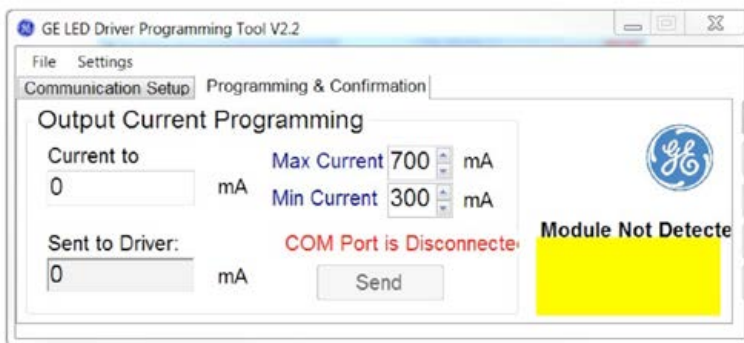 GE LED Driver Programming Tool V2.2
File Settings
Communication Setup Programming & Confirmation
Output Current Programming
Current to
0 mA
Max Current 700 mA
Min Current 300 mA
Sent to Driver:
0 mA
COM Port is Disconnecte
Send
GE
Module Not Detecte